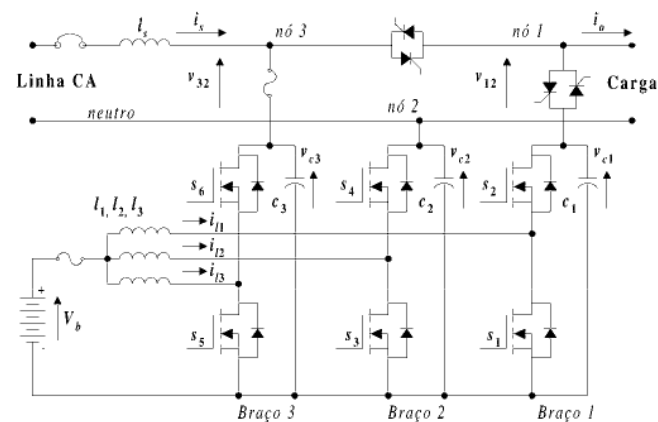 l_s
i_s
nó 3
nó 1
i_o
Linha CA
v_32
v_12
Carga
neutro
nó 2
v_c3
v_c2
v_c1
s_6
s_4
s_2
c_3
c_2
c_1
l_1, l_2, l_3
i_l1
i_l2
i_l3
+
V_b
-
s_5
s_3
s_1
Braço 3
Braço 2
Braço 1